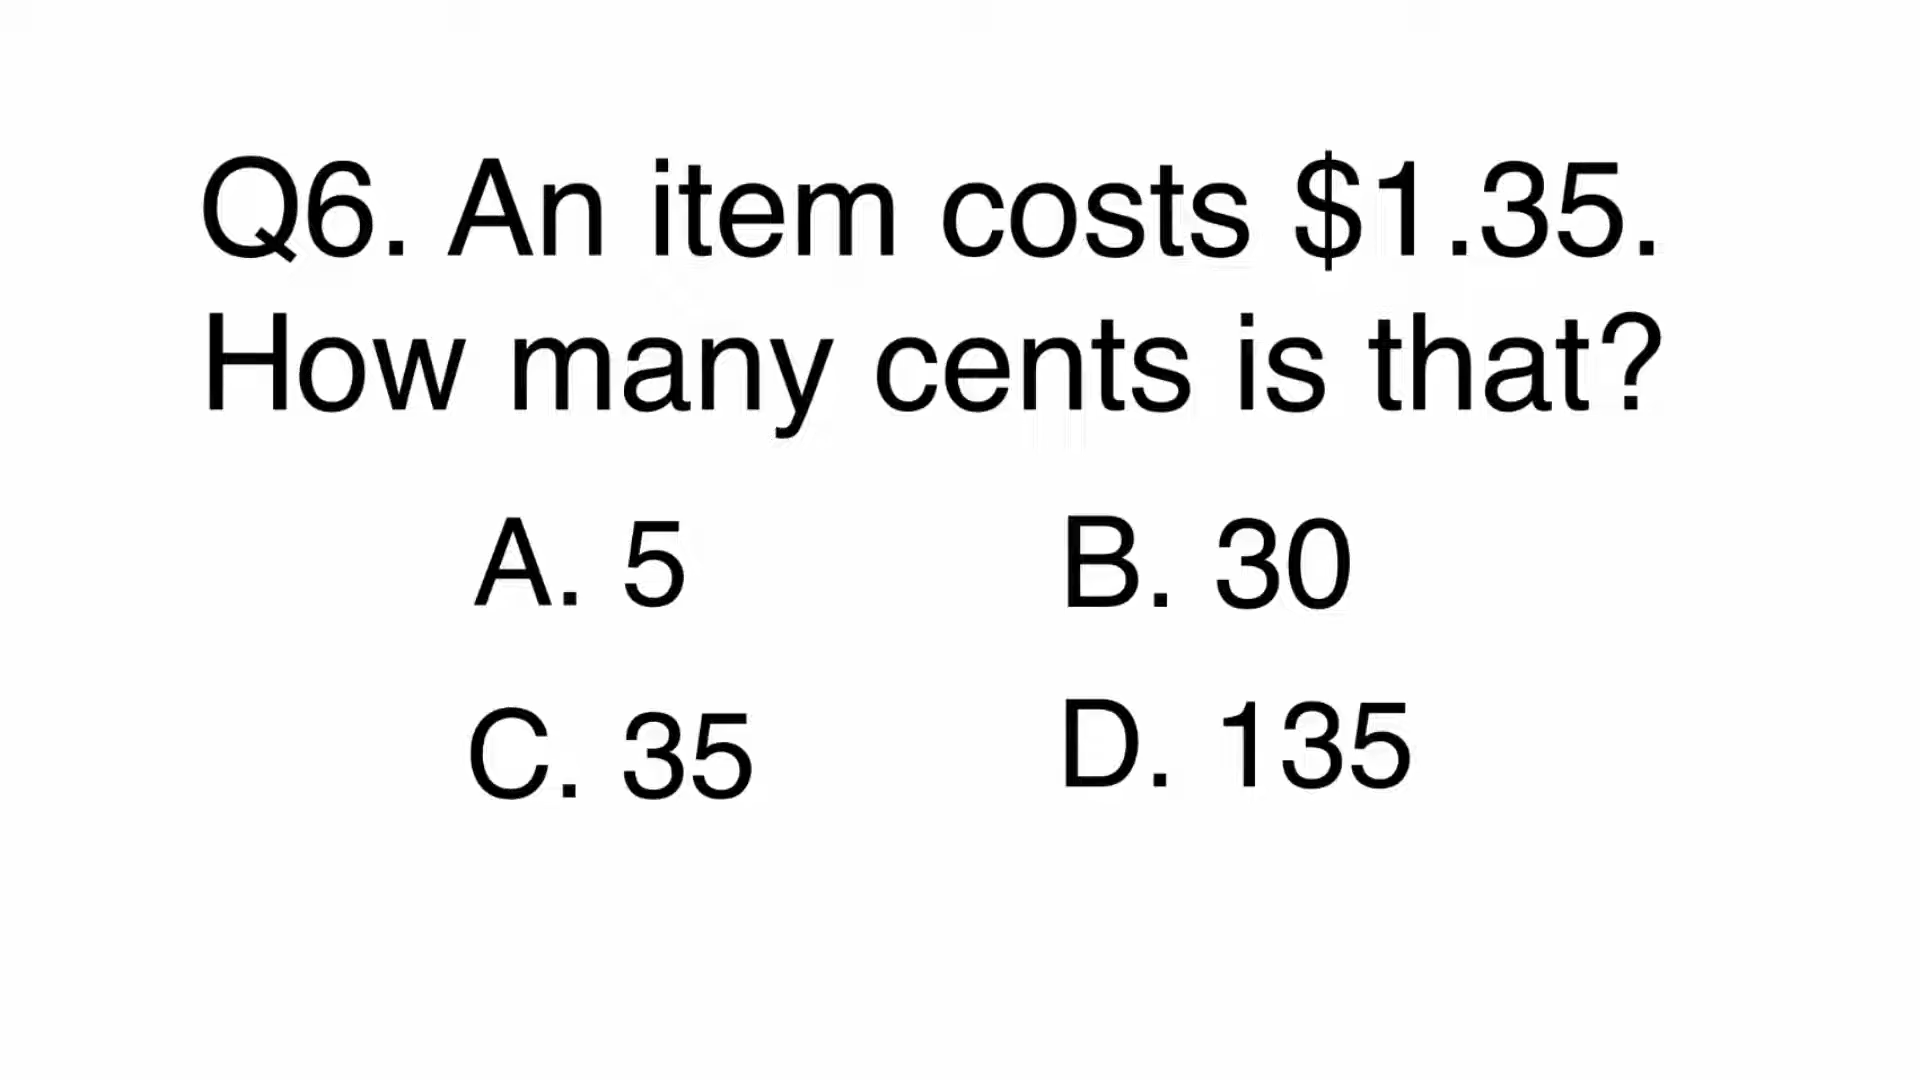 Q6. An item costs $1.35.
How many cents is that?
A. 5
B. 30
C. 35
D. 135